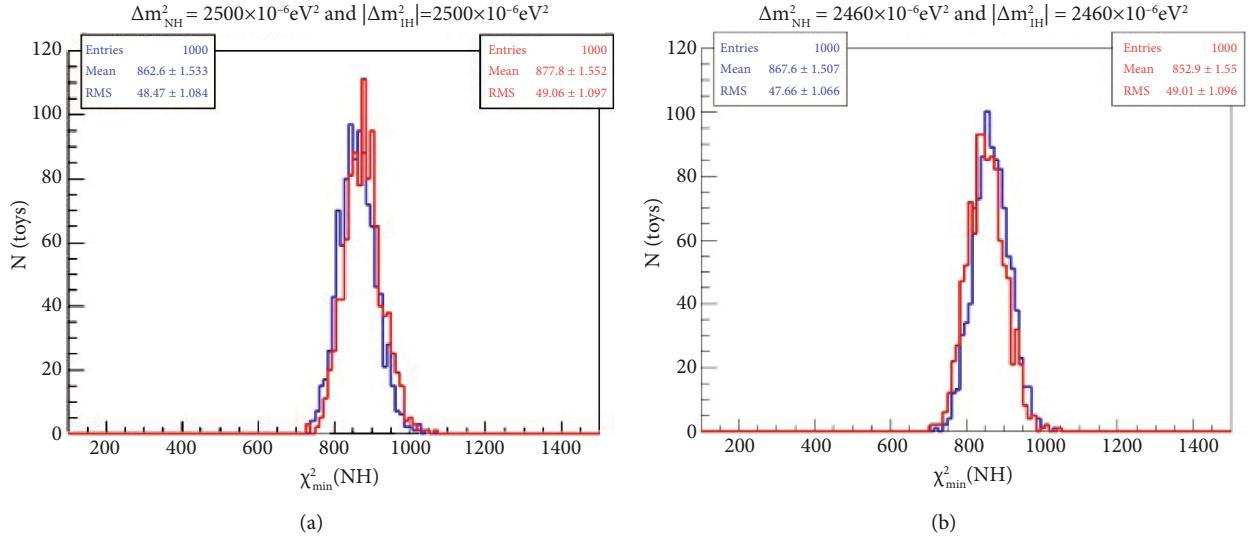 Δm²NH = 2500×10⁻⁶eV² and |Δm²IH|=2500×10⁻⁶eV²
120
100
80
60
40
20
0
N (toys)
Entries 1000
Mean 862.6 ± 1.533
RMS 48.47 ± 1.084
Entries 1000
Mean 877.8 ± 1.552
RMS 49.06 ± 1.097
200 400 600 800 1000 1200 1400
χ²min(NH)
(a)
Δm²NH = 2460×10⁻⁶eV² and |Δm²IH| = 2460×10⁻⁶eV²
120
100
80
60
40
20
0
N (toys)
Entries 1000
Mean 867.6 ± 1.507
RMS 47.66 ± 1.066
Entries 1000
Mean 852.9 ± 1.55
RMS 49.01 ± 1.096
200 400 600 800 1000 1200 1400
χ²min(NH)
(b)